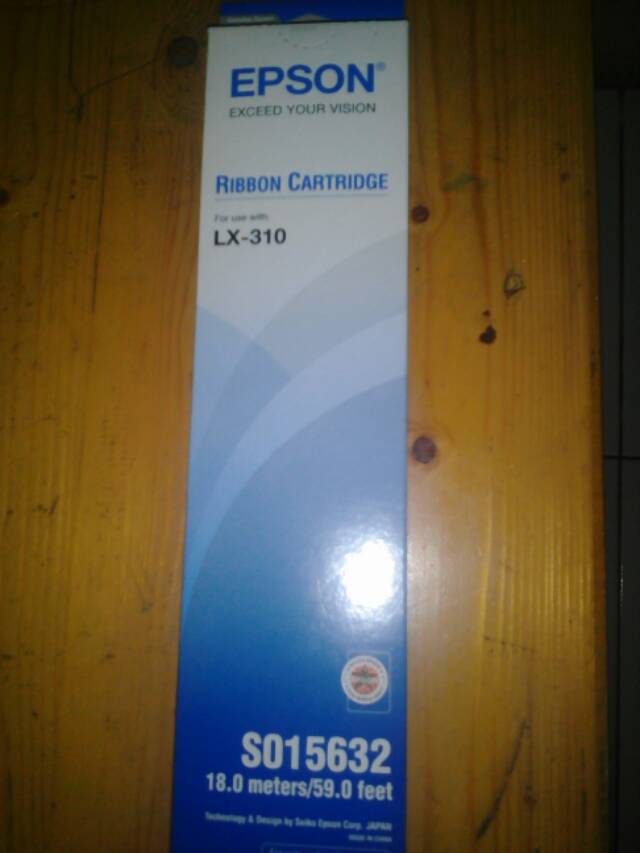 EPSON®
EXCEED YOUR VISION
RIBBON CARTRIDGE
For use with:
LX-310
S015632
18.0 meters/59.0 feet
Technology & Design by Seiko Epson Corp. JAPAN
MADE IN CHINA